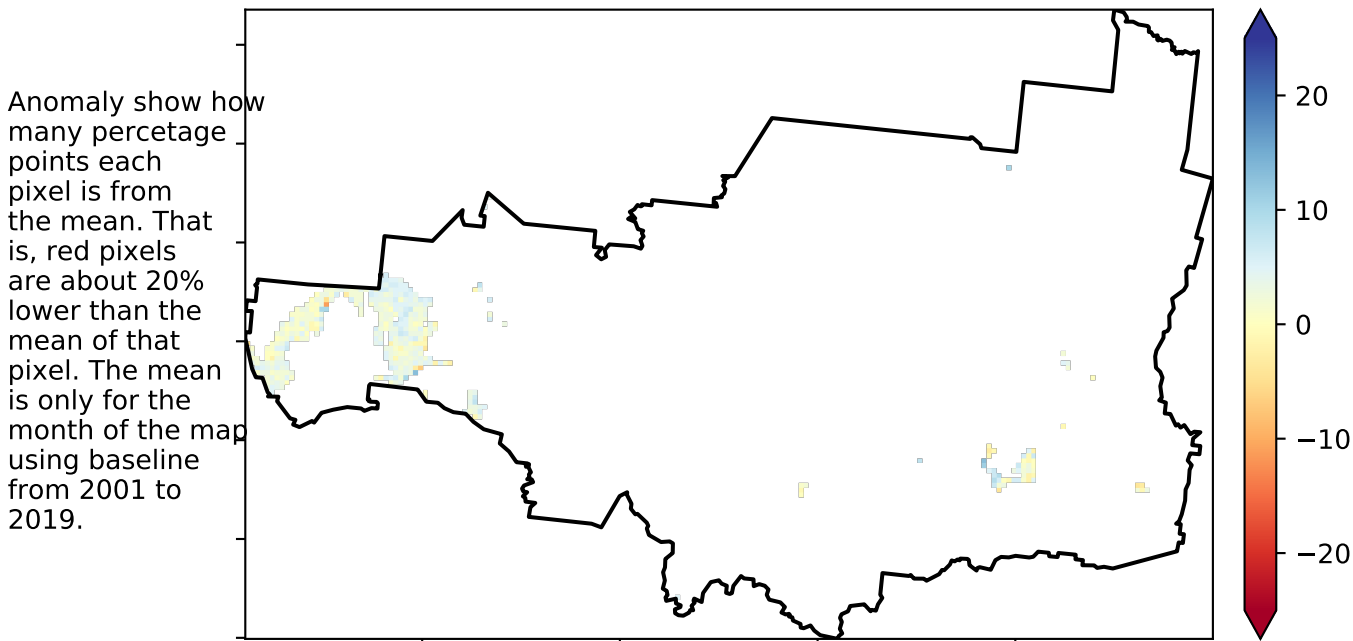 Anomaly show how
many percetage
points each
pixel is from
the mean. That
is, red pixels
are about 20%
lower than the
mean of that
pixel. The mean
is only for the
month of the map
using baseline
from 2001 to
2019.
20
10
0
−10
−20